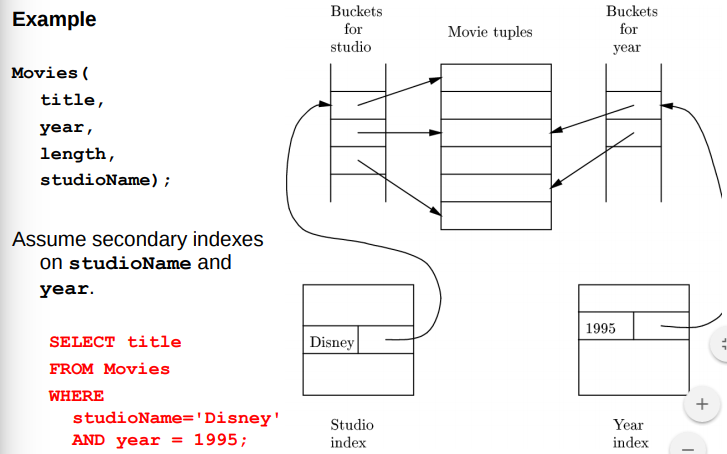 Example
Movies(
title,
year,
length,
studioName);
Assume secondary indexes
on studioName and
year.
SELECT title
FROM Movies
WHERE
studioName='Disney'
AND year = 1995;
Buckets
for
studio
Movie tuples
Buckets
for
year
Disney
1995
Studio
index
Year
index